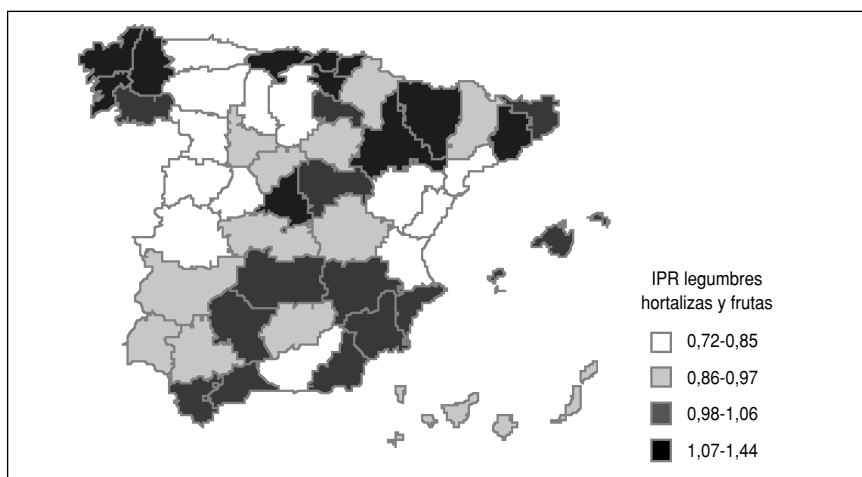 IPR legumbres
hortalizas y frutas
0,72-0,85
0,86-0,97
0,98-1,06
1,07-1,44